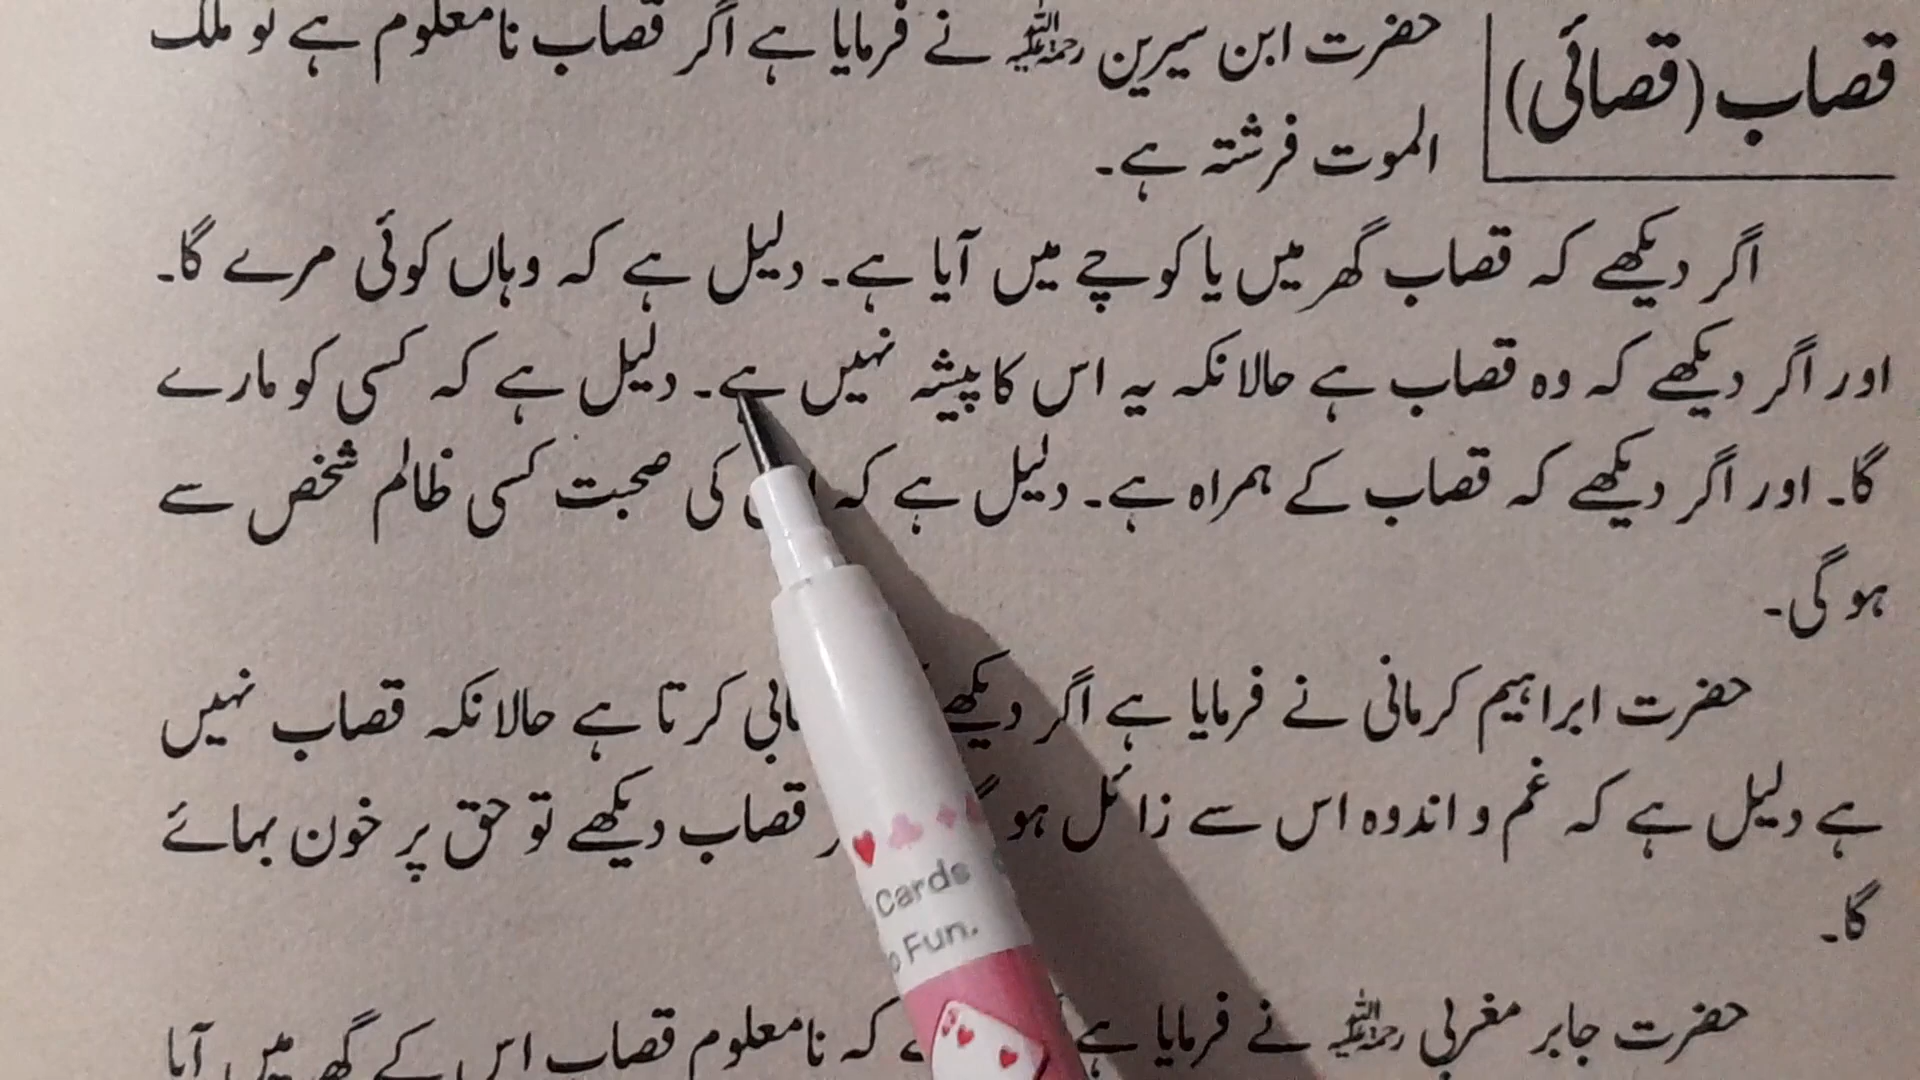 قصاب (قصائی)
حضرت ابن سیرین رحمۃ اللہ علیہ نے فرمایا ہے اگر قصاب نامعلوم ہے تو ملک
الموت فرشتہ ہے۔
اگر دیکھے کہ قصاب گھر میں یا کوچے میں آیا ہے۔ دلیل ہے کہ وہاں کوئی مرے گا۔
اور اگر دیکھے کہ وہ قصاب ہے حالانکہ یہ اس کا پیشہ نہیں ہے۔ دلیل ہے کہ کسی کو مارے
گا۔ اور اگر دیکھے کہ قصاب کے ہمراہ ہے۔ دلیل ہے کہ کی صحبت کسی ظالم شخص سے
ہو گی۔
حضرت ابراہیم کرمانی نے فرمایا ہے اگر دیکھے کرتا ہے حالانکہ قصاب نہیں
ہے دلیل ہے کہ غم و اندوہ اس سے زائل ہو قصاب دیکھے تو حق پر خون بہائے
گا۔
حضرت جابر مغربی رحمۃ اللہ علیہ نے فرمایا ہے کہ نامعلوم قصاب اس کے گھر میں آیا
Cards
Fun.